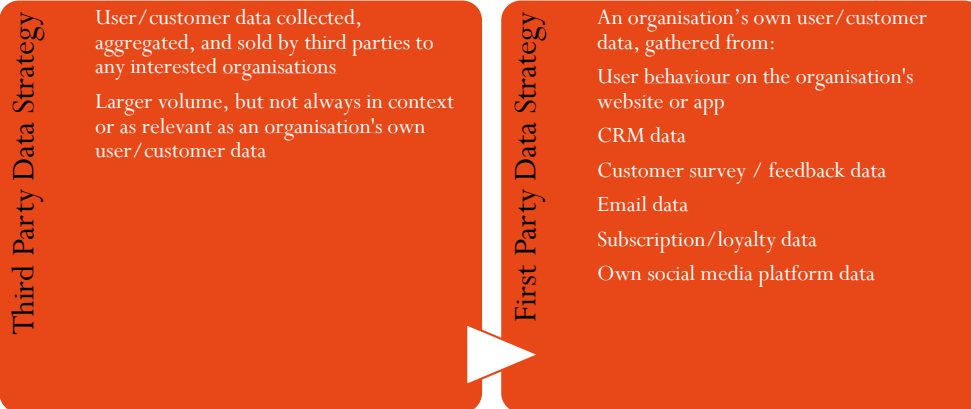 Third Party Data Strategy
User/customer data collected,
aggregated, and sold by third parties to
any interested organisations
Larger volume, but not always in context
or as relevant as an organisation's own
user/customer data
First Party Data Strategy
An organisation’s own user/customer
data, gathered from:
User behaviour on the organisation's
website or app
CRM data
Customer survey / feedback data
Email data
Subscription/loyalty data
Own social media platform data